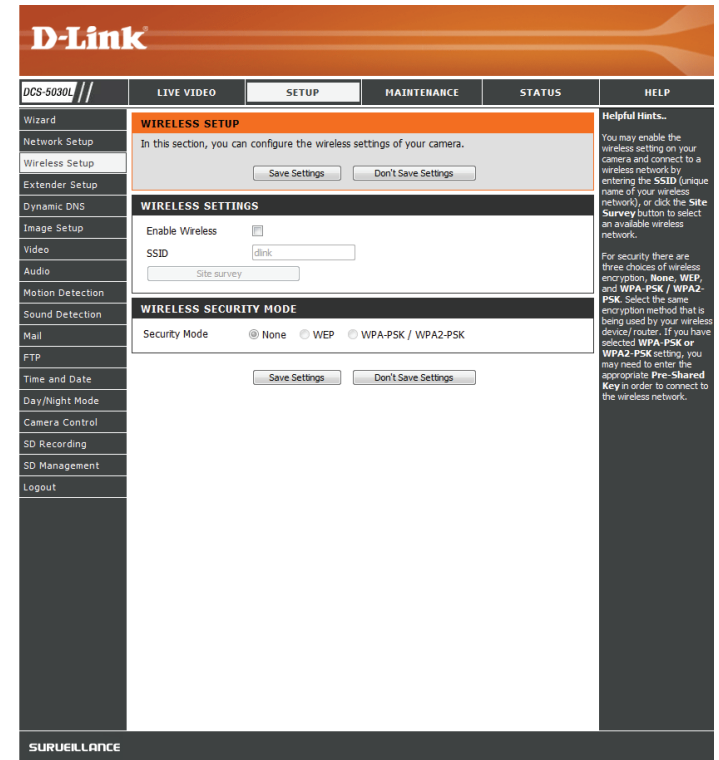 D-Link
DCS-5030L
LIVE VIDEO
SETUP
MAINTENANCE
STATUS
HELP
Wizard
Network Setup
Wireless Setup
Extender Setup
Dynamic DNS
Image Setup
Video
Audio
Motion Detection
Sound Detection
Mail
FTP
Time and Date
Day/Night Mode
Camera Control
SD Recording
SD Management
Logout
WIRELESS SETUP
In this section, you can configure the wireless settings of your camera.
Save Settings
Don't Save Settings
WIRELESS SETTINGS
Enable Wireless
SSID dlink
Site survey
WIRELESS SECURITY MODE
Security Mode None WEP WPA-PSK / WPA2-PSK
Save Settings
Don't Save Settings
Helpful Hints..
You may enable the
wireless setting on your
camera and connect to a
wireless network by
entering the SSID (unique
name of your wireless
network), or click the Site
Survey button to select
an available wireless
network.
For security there are
three choices of wireless
encryption, None, WEP,
and WPA-PSK / WPA2-
PSK. Select the same
encryption method that is
being used by your wireless
device/router. If you have
selected WPA-PSK or
WPA2-PSK setting, you
may need to enter the
appropriate Pre-Shared
Key in order to connect to
the wireless network.
SURVEILLANCE